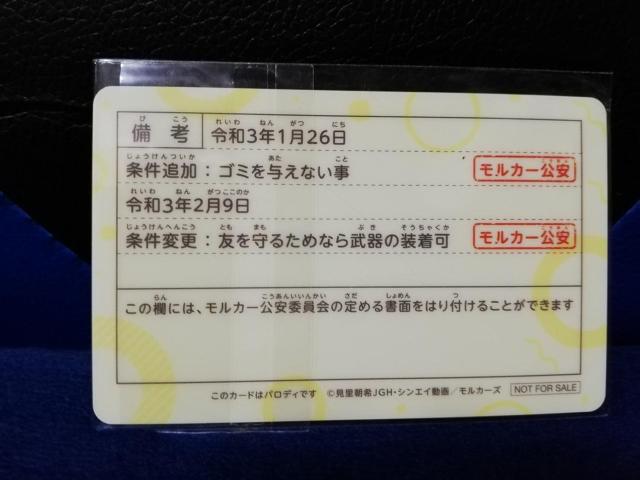 備考 令和3年1月26日
条件追加：ゴミを与えない事 モルカー公安
令和3年2月9日
条件変更：友を守るためなら武器の装着可 モルカー公安
この欄には、モルカー公安委員会の定める書面をはり付けることができます
このカードはパロディです ©見里朝希JGH・シンエイ動画／モルカーズ NOT FOR SALE